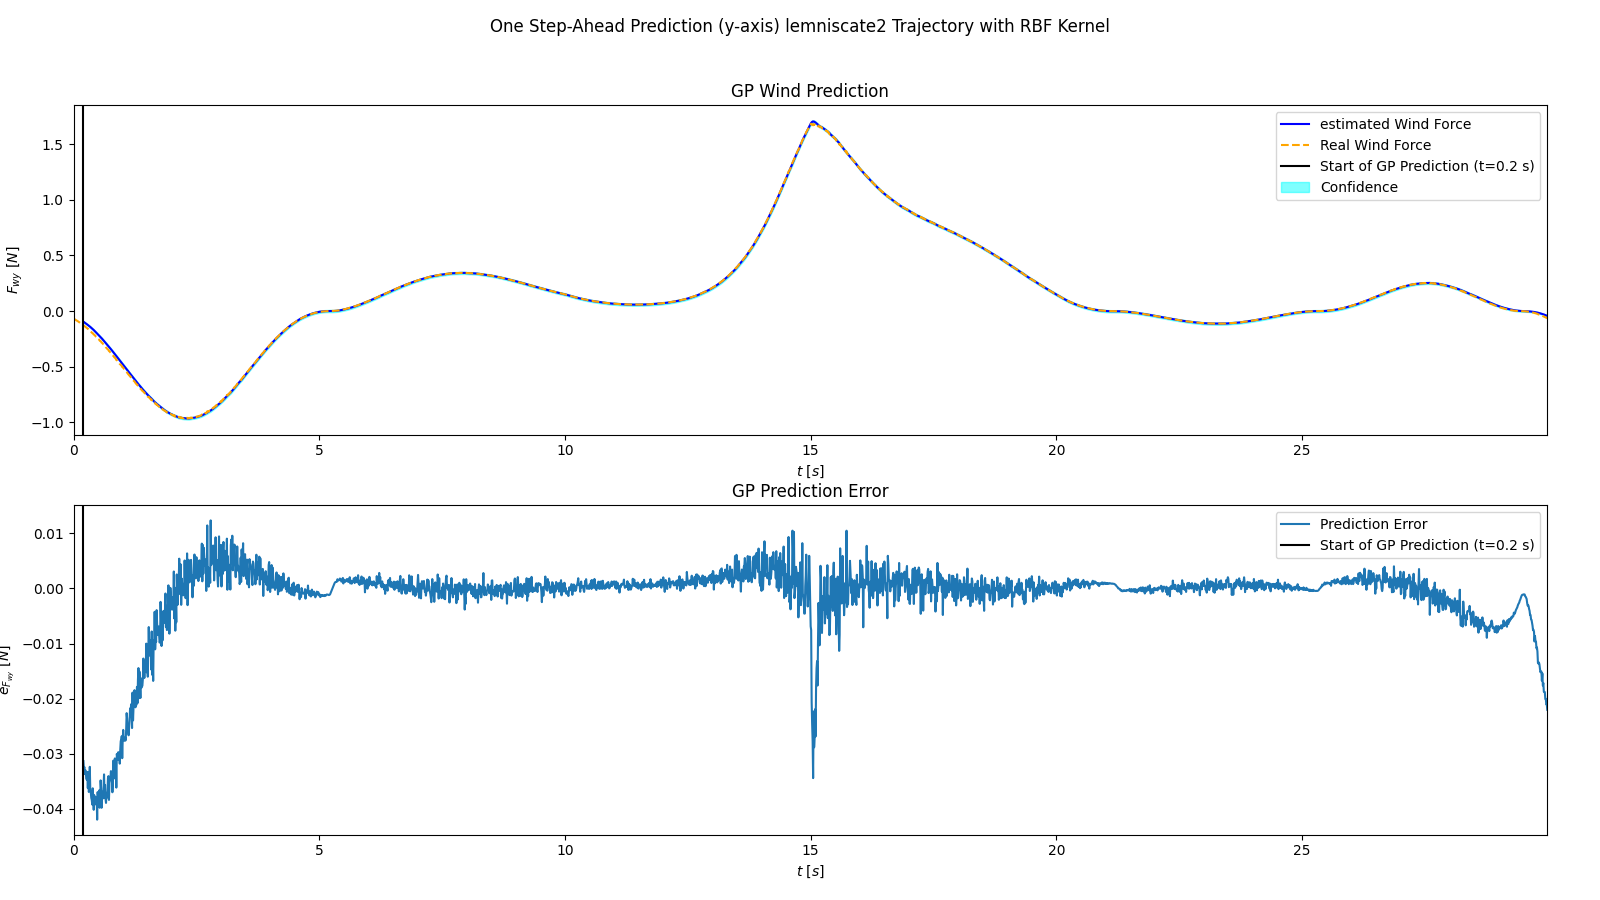 One Step-Ahead Prediction (y-axis) lemniscate2 Trajectory with RBF Kernel
GP Wind Prediction
estimated Wind Force
Real Wind Force
Start of GP Prediction (t=0.2 s)
Confidence
1.5
1.0
0.5
0.0
−0.5
−1.0
F_wy [N]
0 5 10 15 20 25
t [s]
GP Prediction Error
Prediction Error
Start of GP Prediction (t=0.2 s)
0.01
0.00
−0.01
−0.02
−0.03
−0.04
e_F_wy [N]
0 5 10 15 20 25
t [s]